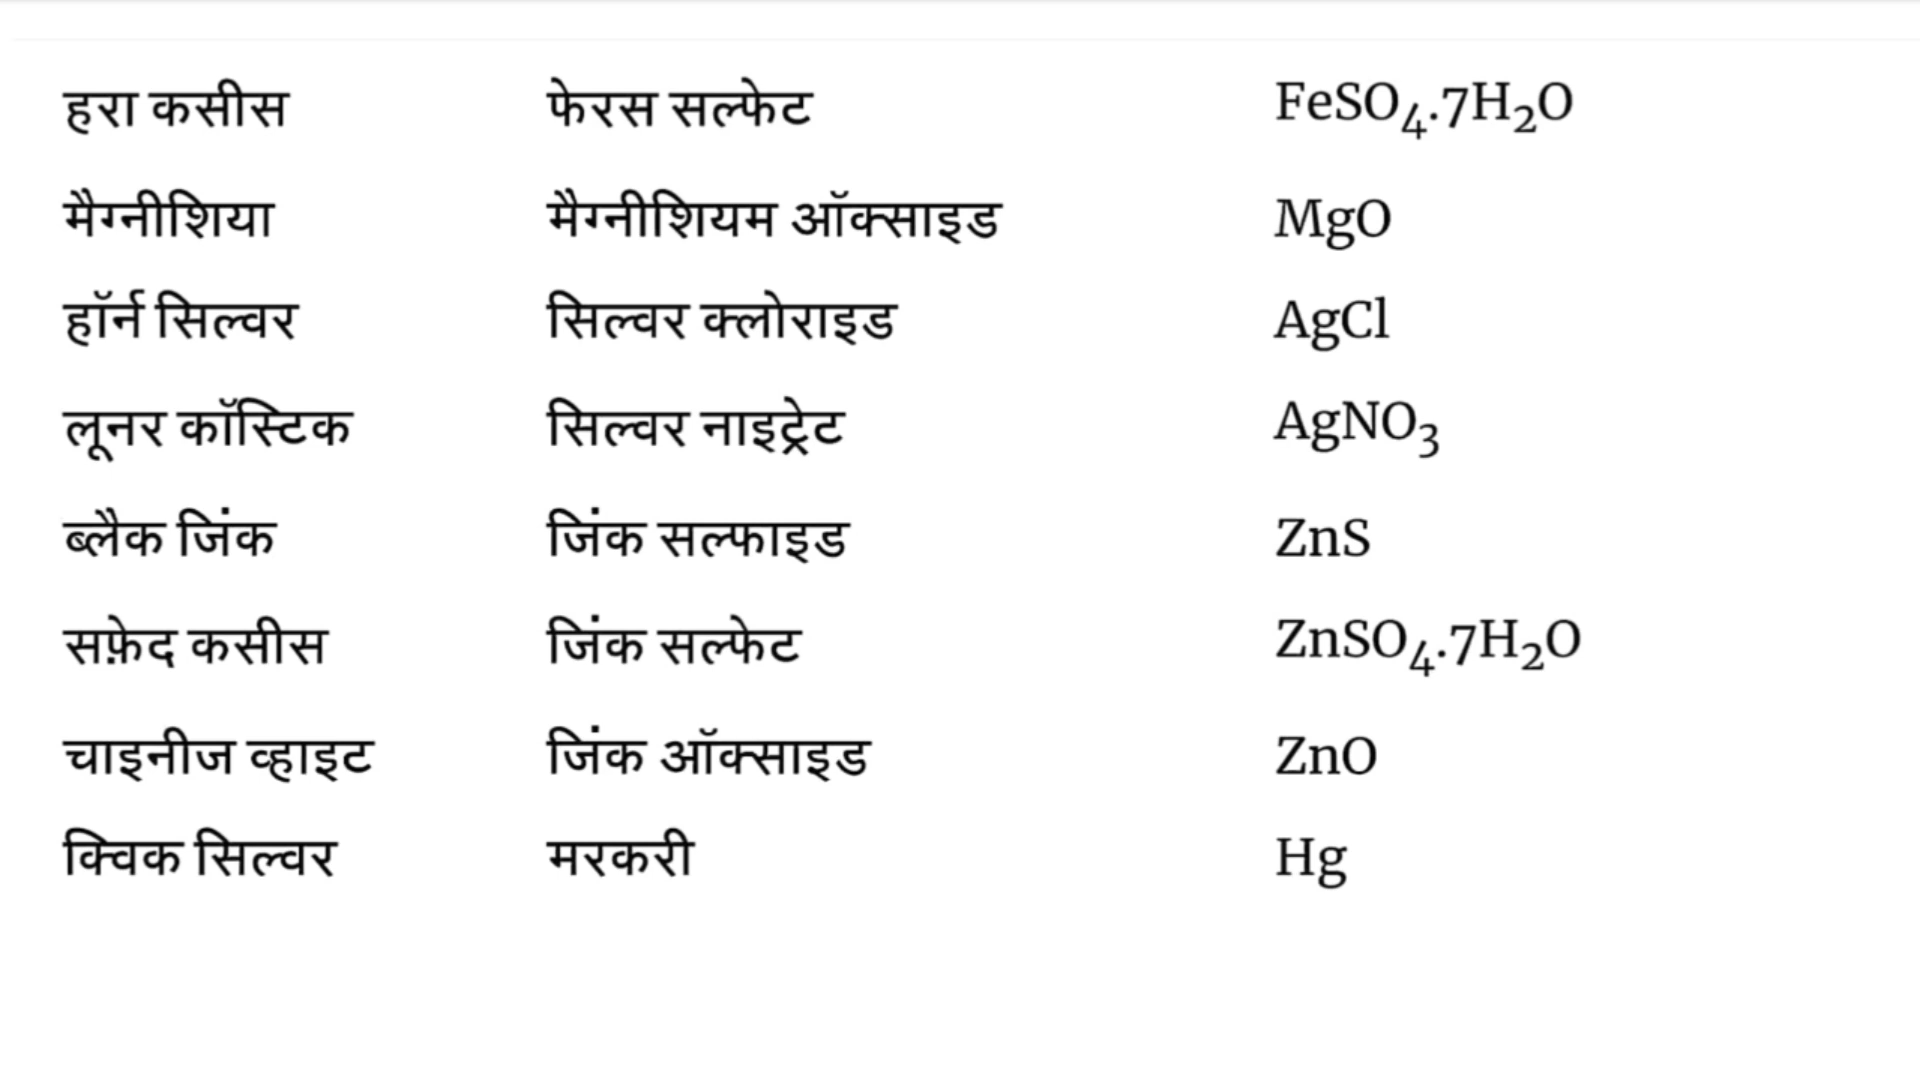 हरा कसीस फेरस सल्फेट FeSO₄.7H₂O
मैग्नीशिया मैग्नीशियम ऑक्साइड MgO
हॉर्न सिल्वर सिल्वर क्लोराइड AgCl
लूनर कॉस्टिक सिल्वर नाइट्रेट AgNO₃
ब्लैक जिंक जिंक सल्फाइड ZnS
सफ़ेद कसीस जिंक सल्फेट ZnSO₄.7H₂O
चाइनीज व्हाइट जिंक ऑक्साइड ZnO
क्विक सिल्वर मरकरी Hg